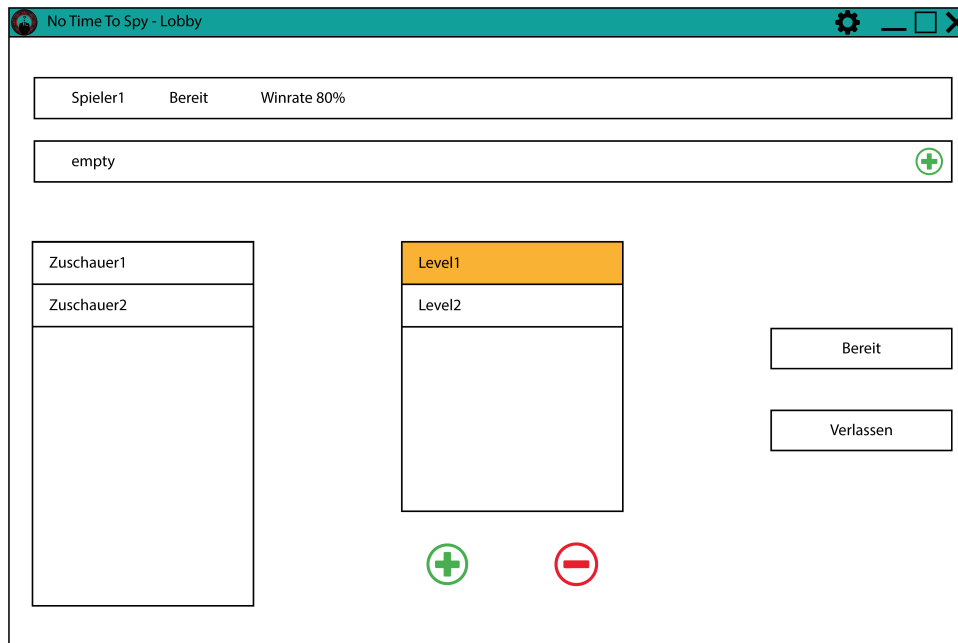 No Time To Spy - Lobby
Spieler1 Bereit Winrate 80%
empty
Zuschauer1
Zuschauer2
Level1
Level2
Bereit
Verlassen